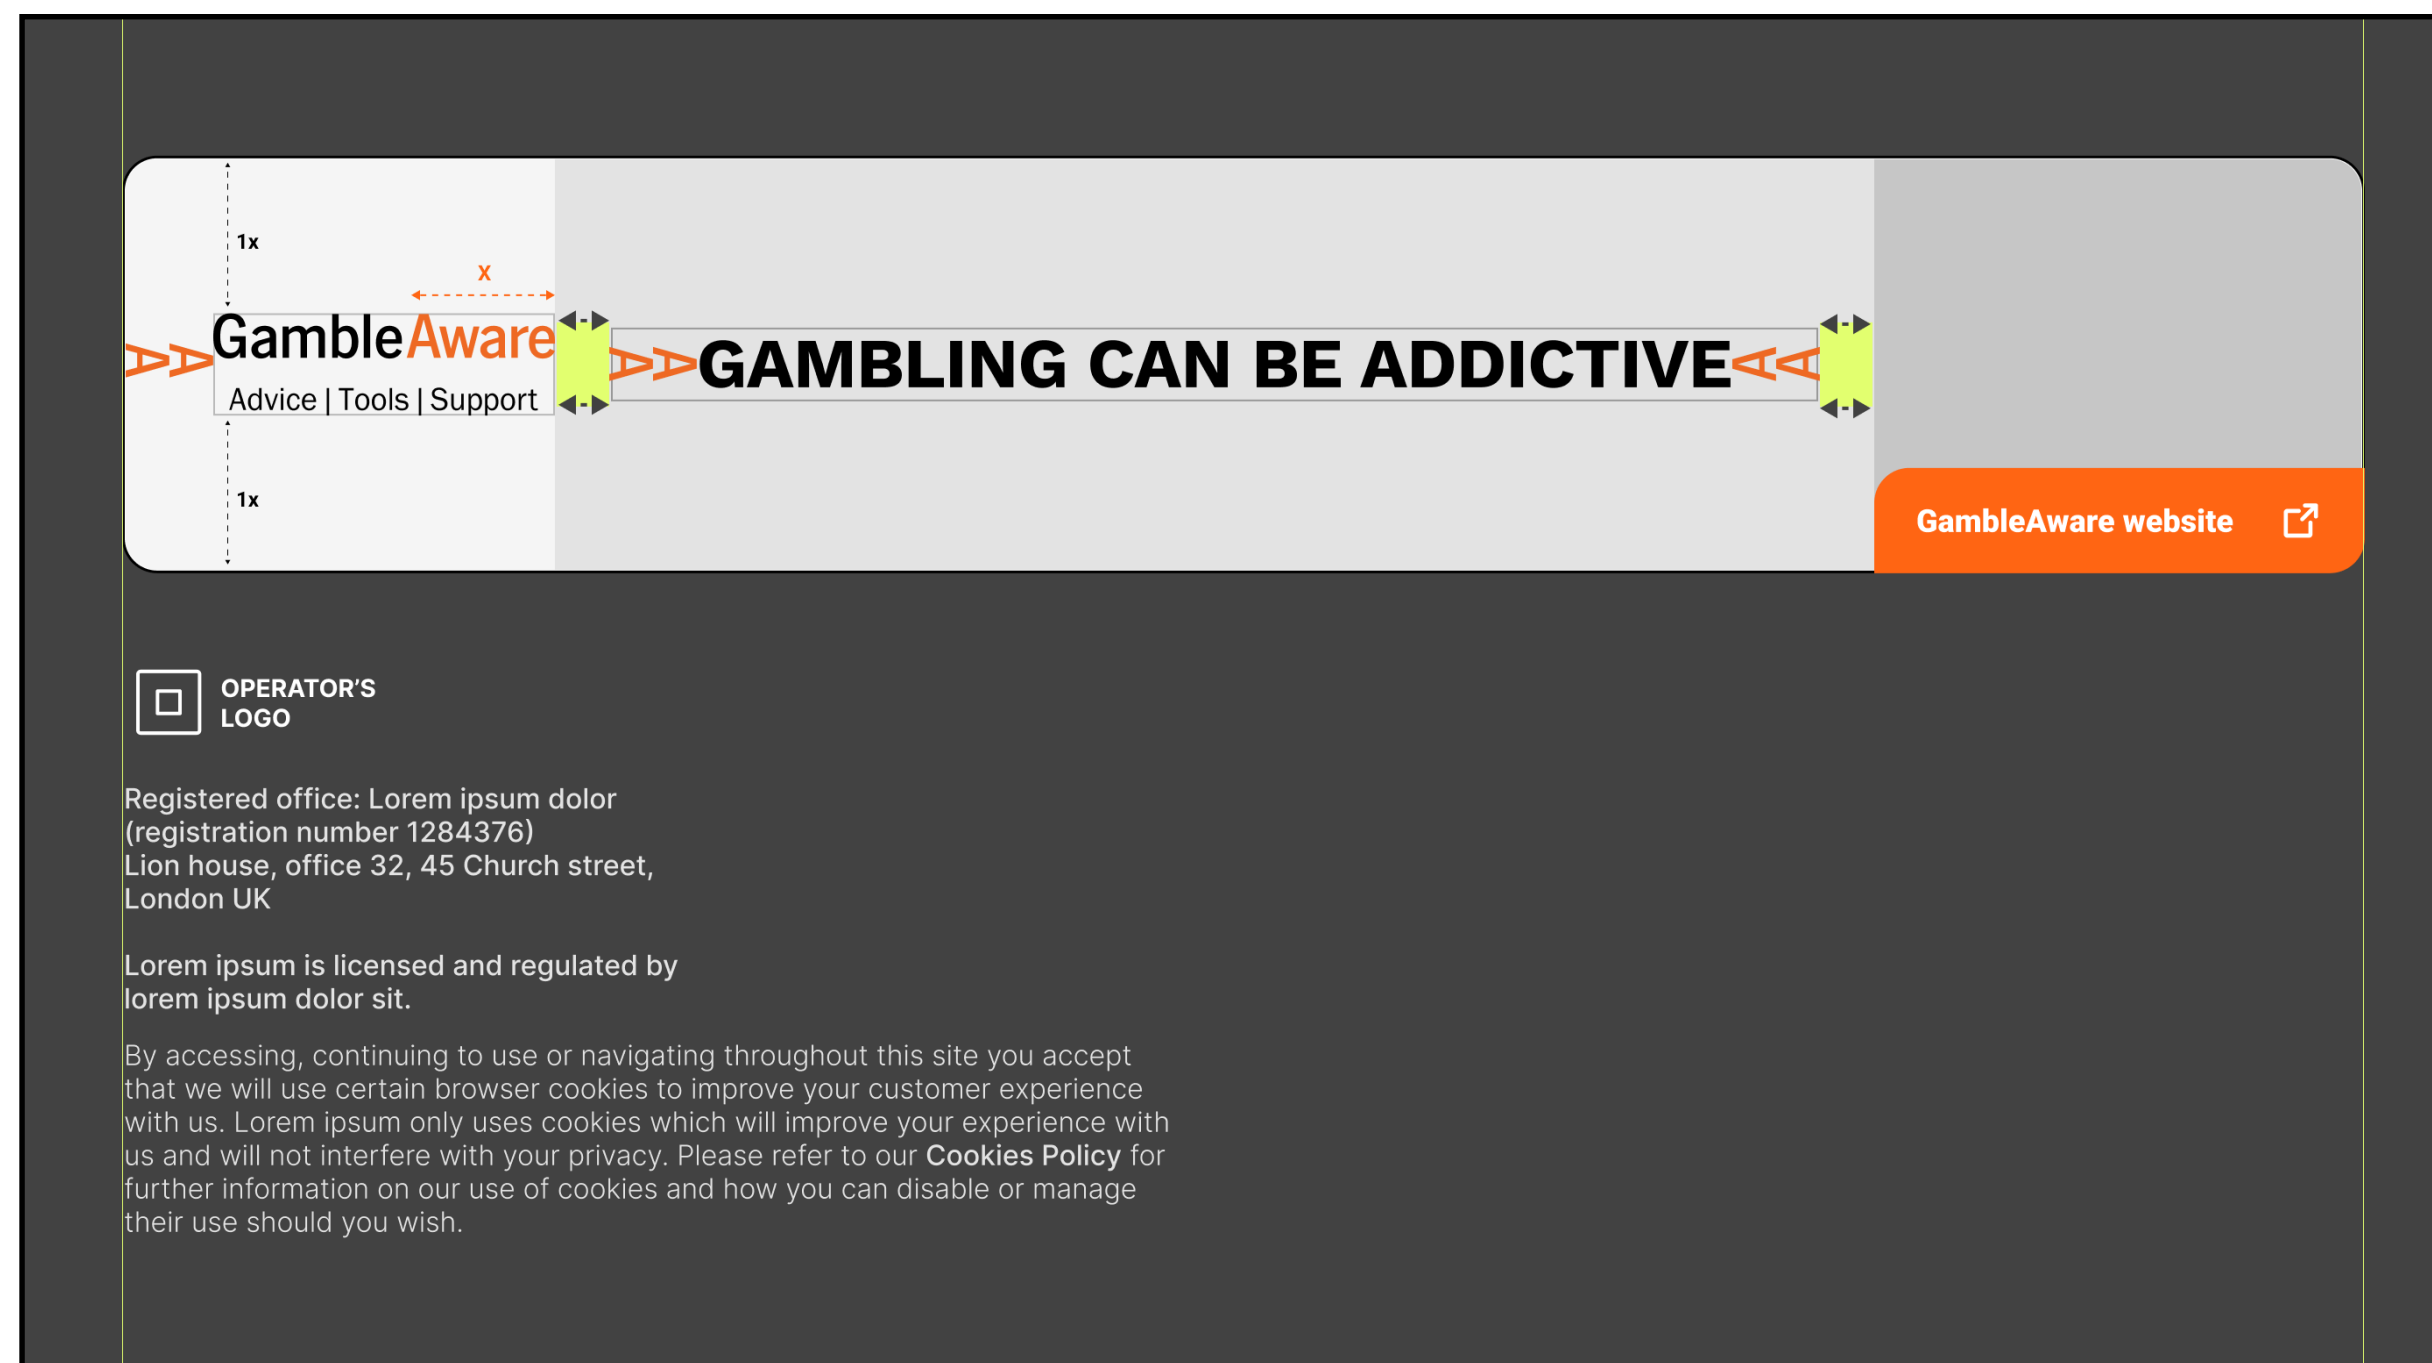 1x
x
AA
GambleAware
Advice | Tools | Support
AA
GAMBLING CAN BE ADDICTIVE
AA
1x
GambleAware website
OPERATOR’S
LOGO
Registered office: Lorem ipsum dolor
(registration number 1284376)
Lion house, office 32, 45 Church street,
London UK
Lorem ipsum is licensed and regulated by
lorem ipsum dolor sit.
By accessing, continuing to use or navigating throughout this site you accept
that we will use certain browser cookies to improve your customer experience
with us. Lorem ipsum only uses cookies which will improve your experience with
us and will not interfere with your privacy. Please refer to our Cookies Policy for
further information on our use of cookies and how you can disable or manage
their use should you wish.